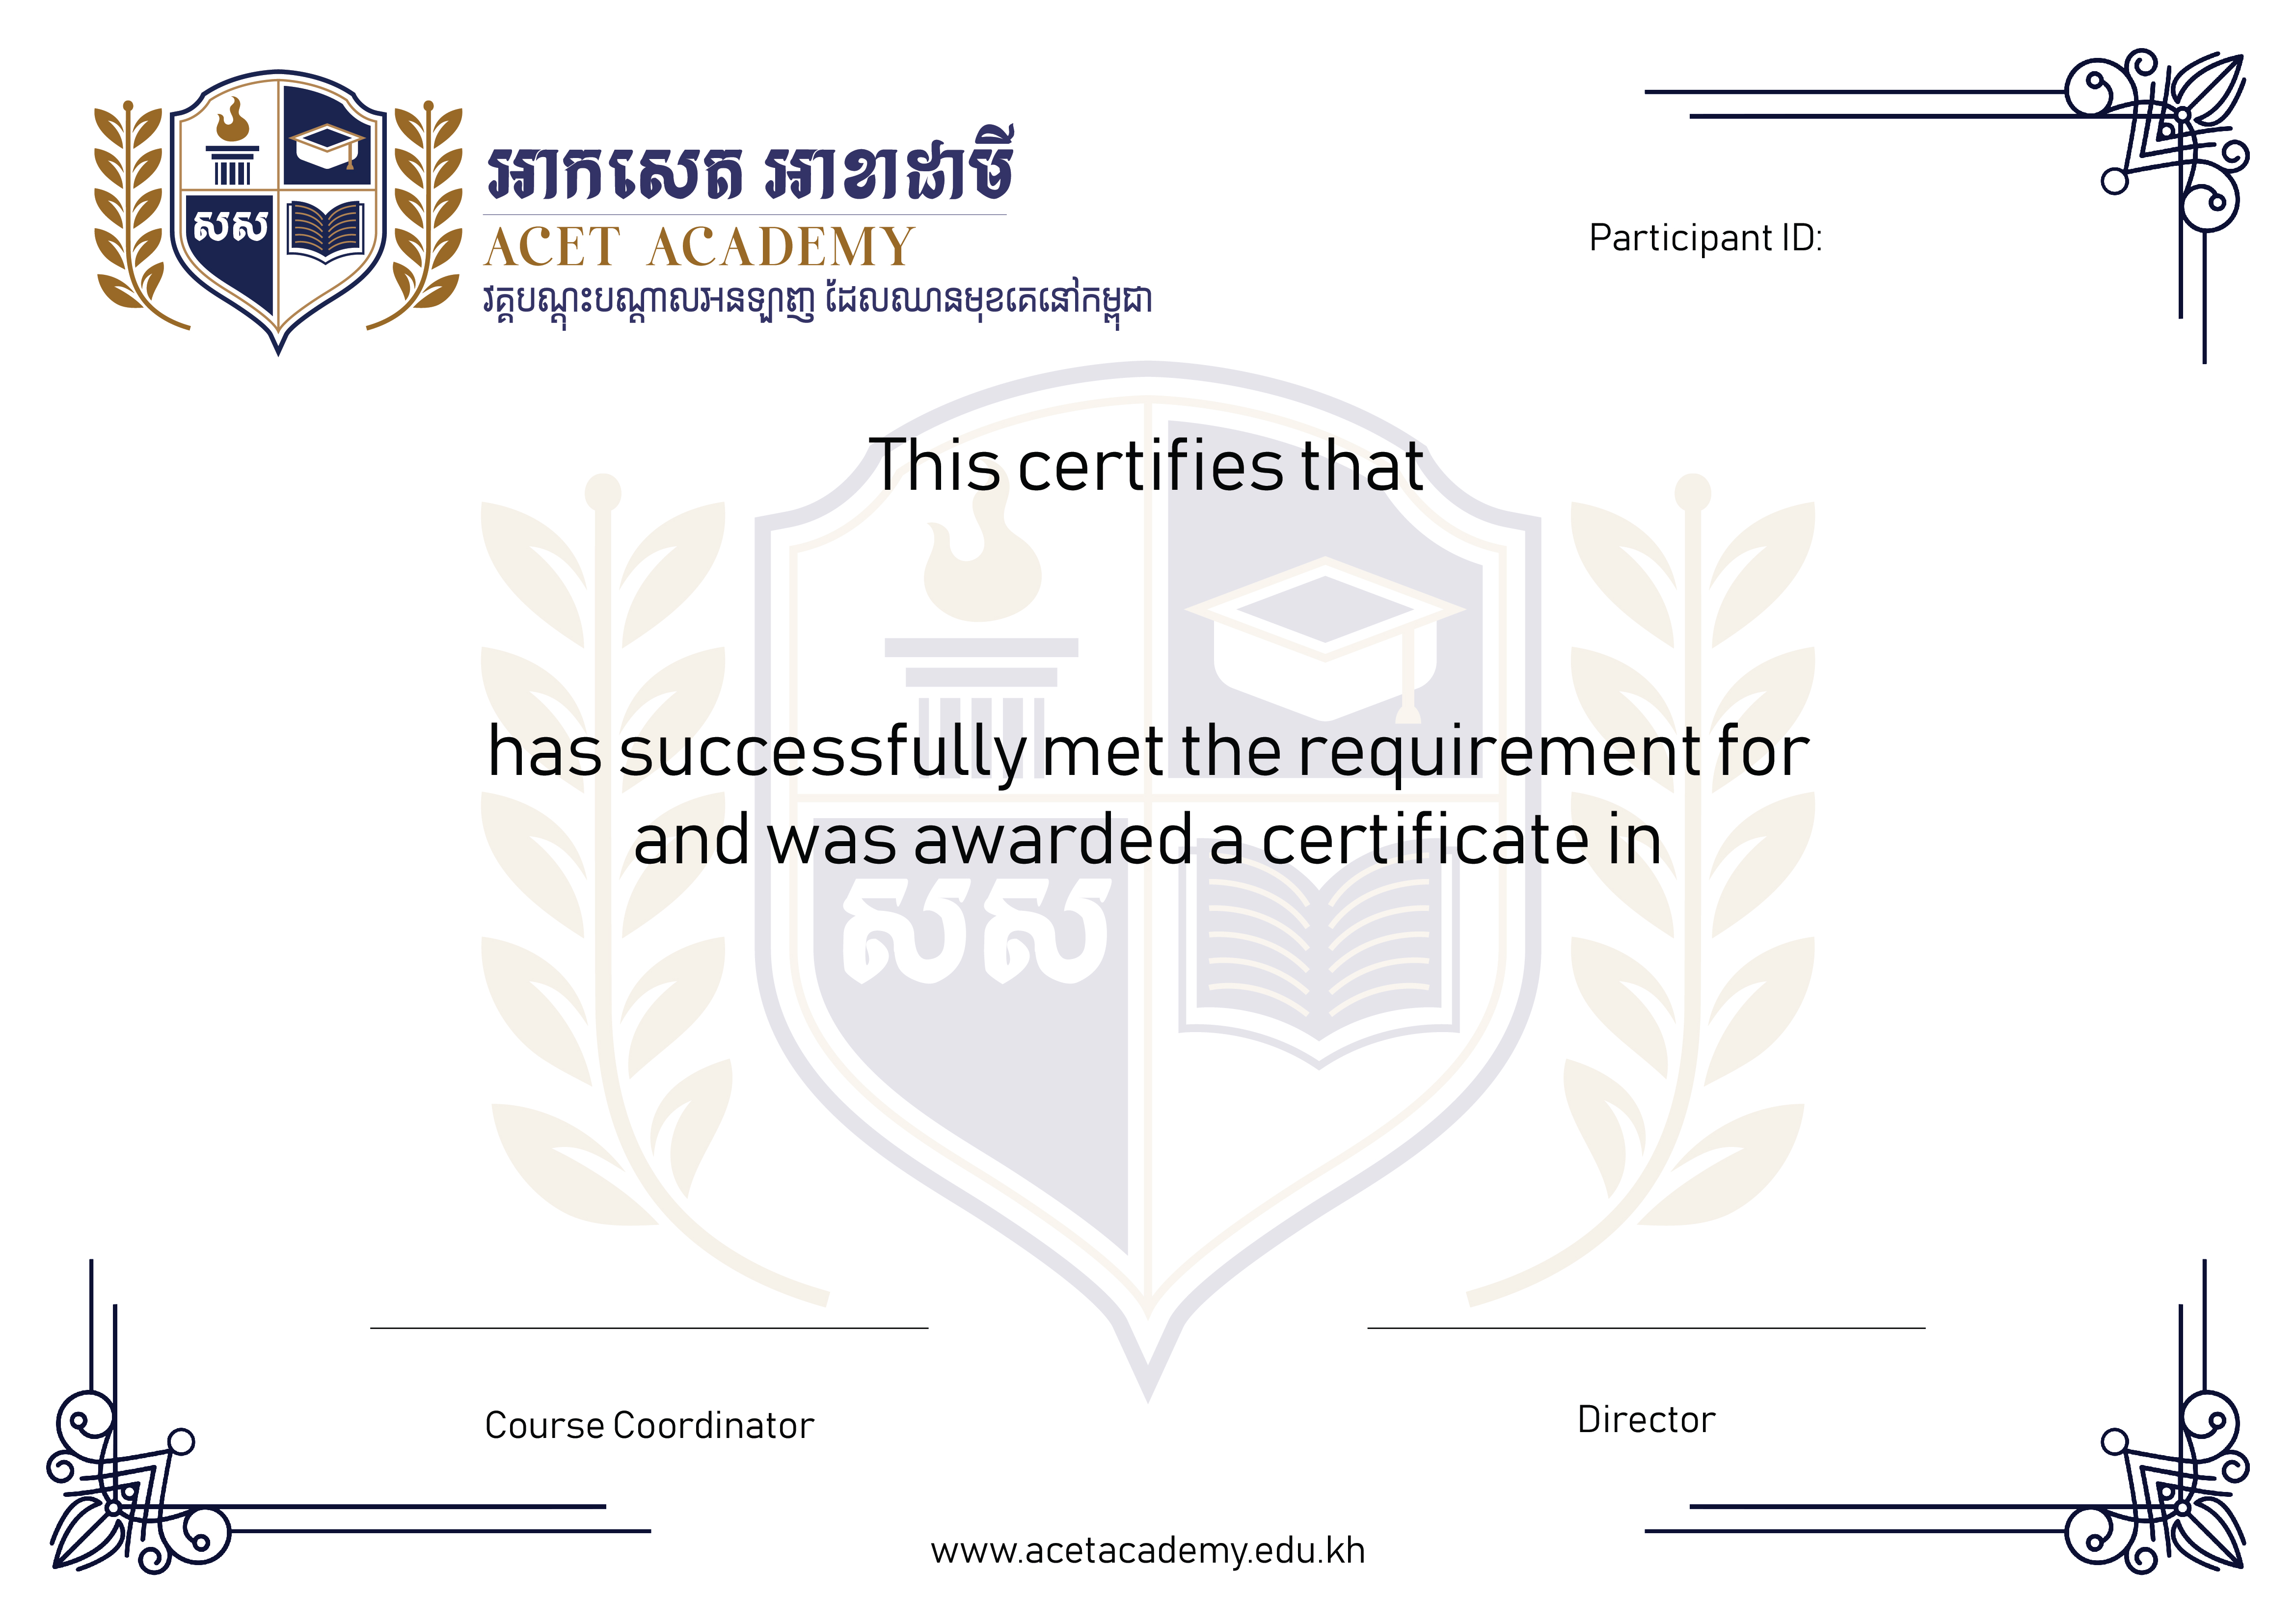 អាកសេត អាខាដាមី
ACET ACADEMY
វគ្គបណ្តុះបណ្តាលអនឡាញ ដែលឈានមុខគេនៅកម្ពុជា
សស
Participant ID:
This certifies that
has successfully met the requirement for
and was awarded a certificate in
សស
Course Coordinator
Director
www.acetacademy.edu.kh